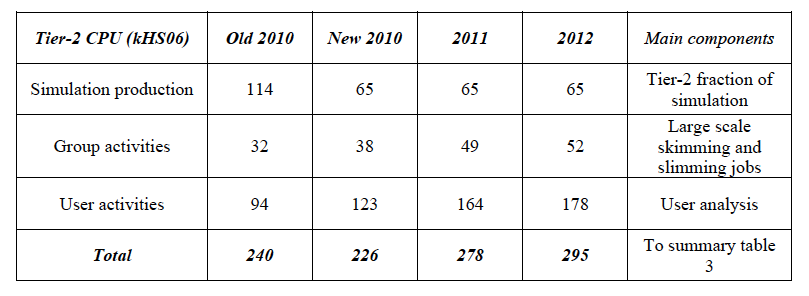 Tier-2 CPU (kHS06) Old 2010 New 2010 2011 2012 Main components
Simulation production 114 65 65 65 Tier-2 fraction of
simulation
Group activities 32 38 49 52 Large scale
skimming and
slimming jobs
User activities 94 123 164 178 User analysis
Total 240 226 278 295 To summary table
3